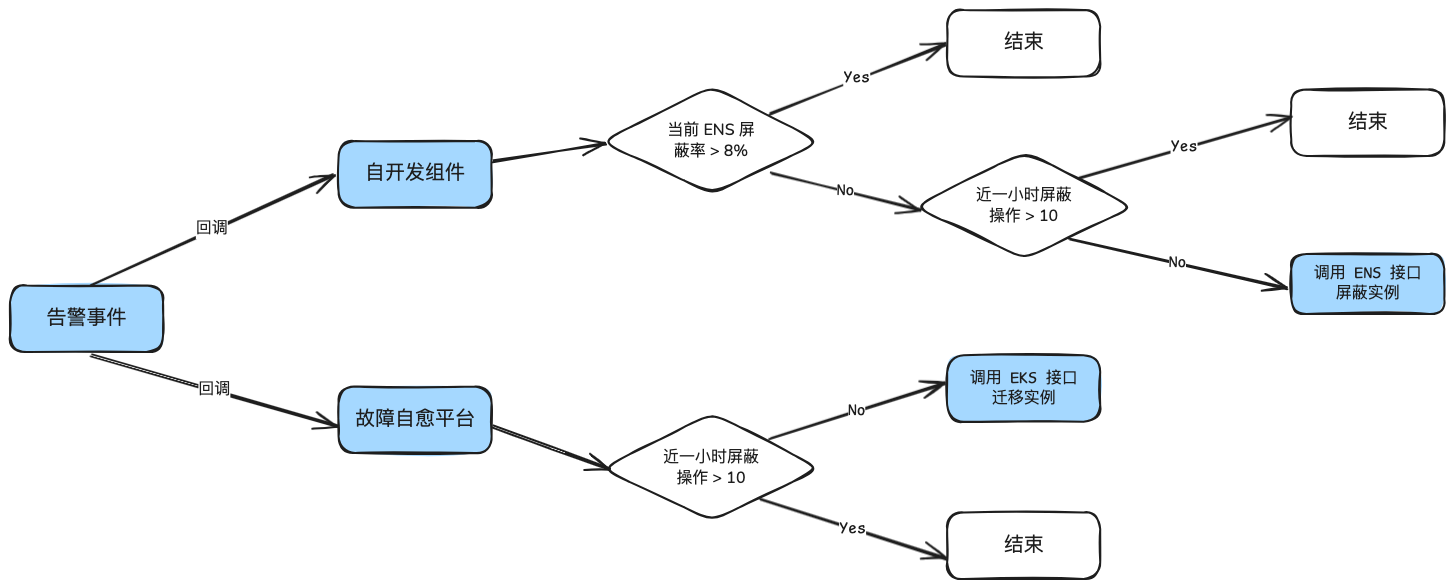 结束
Yes
当前 ENS 屏
蔽率 > 8%
结束
Yes
自开发组件
No
近一小时屏蔽
操作 > 10
回调
No
调用 ENS 接口
屏蔽实例
告警事件
回调
故障自愈平台
调用 EKS 接口
迁移实例
No
近一小时屏蔽
操作 > 10
Yes
结束